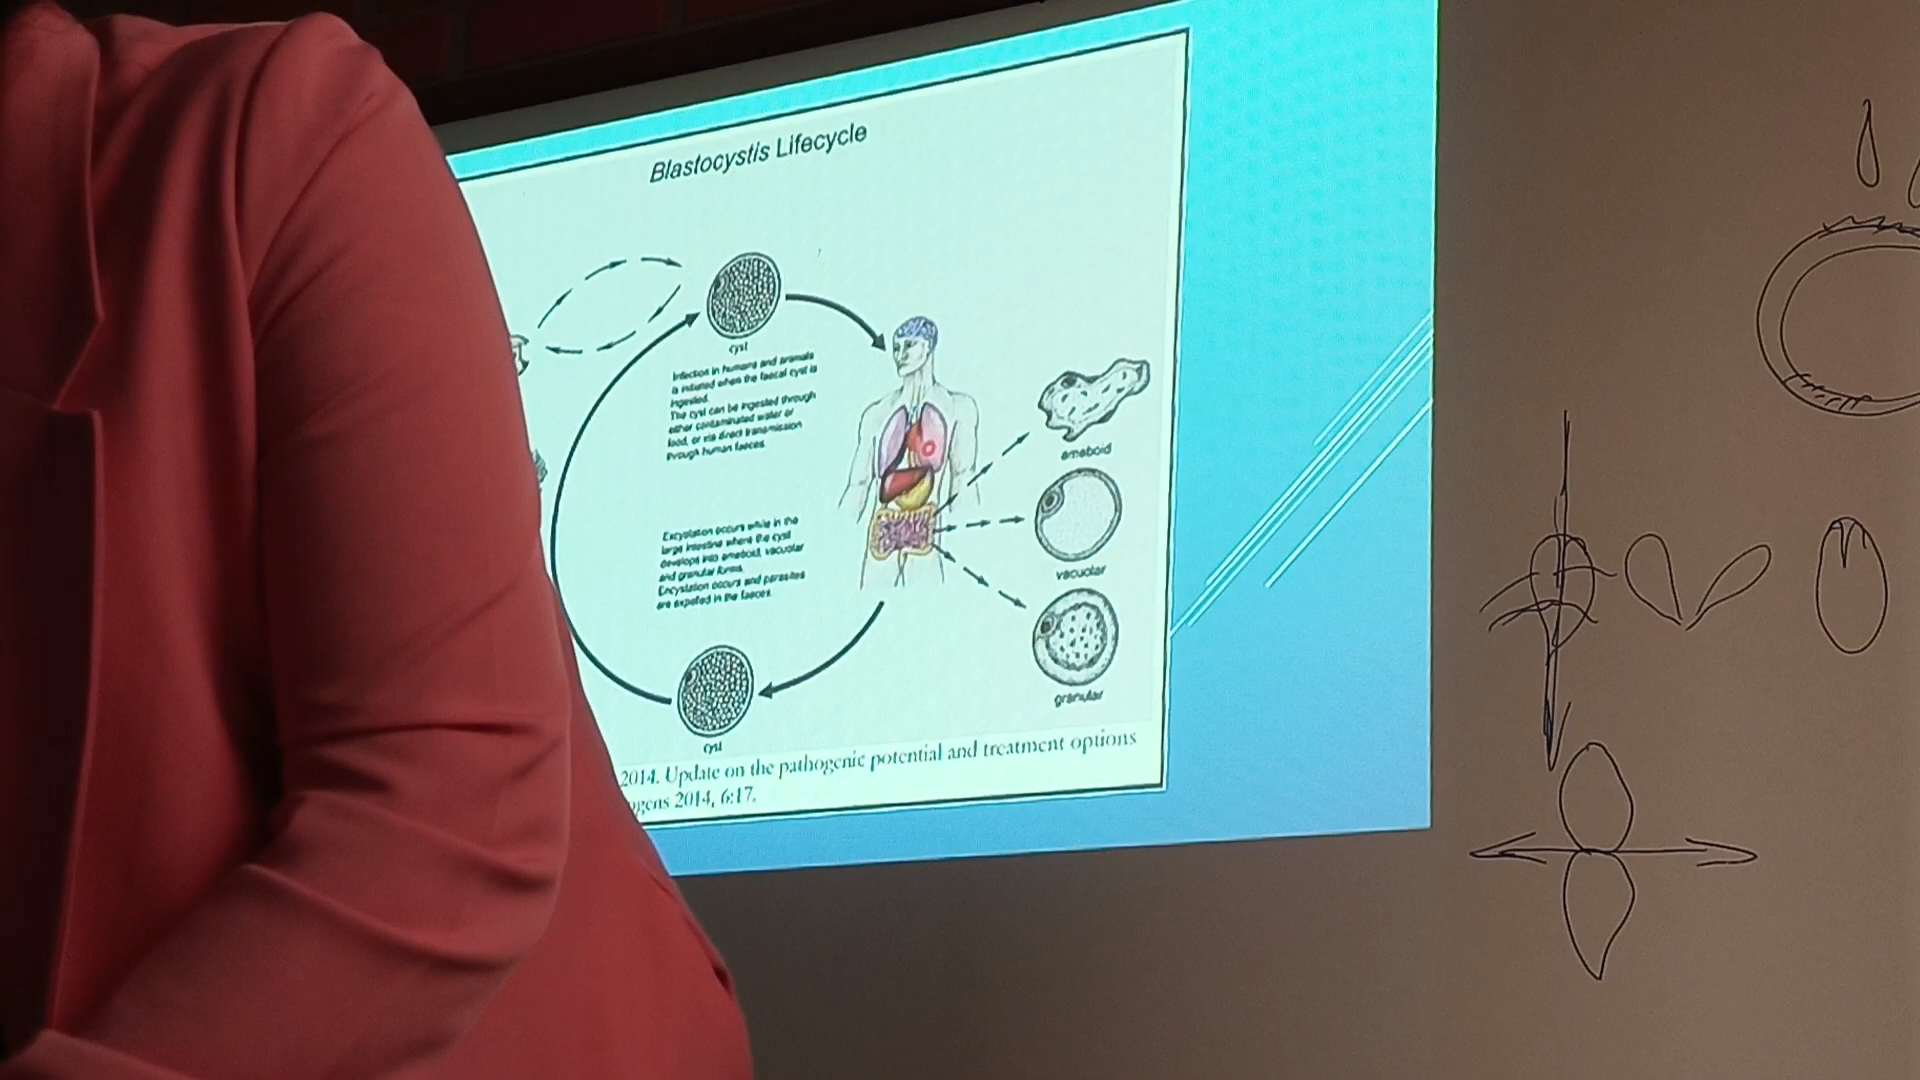 Blastocystis Lifecycle
cyst
Infection in humans and animals
is initiated when the faecal cyst is
ingested.
The cyst can be ingested through
either contaminated water or
food, or via direct transmission
through human faeces.
ameboid
vacuolar
Excystation occurs while in the
large intestine where the cyst
develops into ameboid, vacuolar
and granular forms.
Encystation occurs and parasites
are expelled in the faeces.
granular
cyst
2014. Update on the pathogenic potential and treatment options
ogens 2014, 6:17.